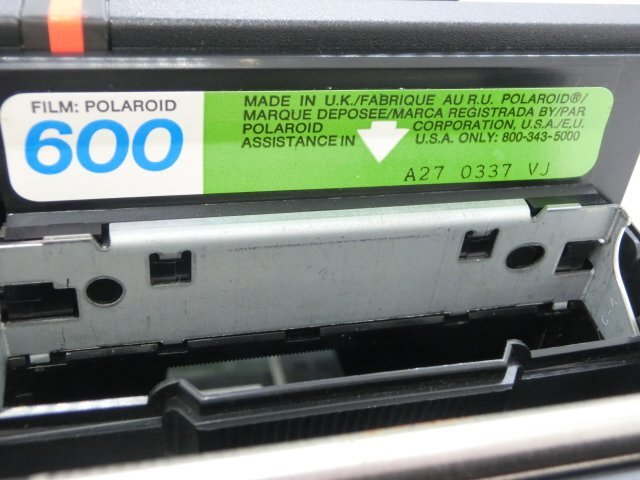 FILM: POLAROID
600
MADE IN U.K./FABRIQUE AU R.U. POLAROID®/
MARQUE DEPOSEE/MARCA REGISTRADA BY/PAR
POLAROID CORPORATION, U.S.A./E.U.
ASSISTANCE IN U.S.A. ONLY: 800-343-5000
A27 0337 VJ